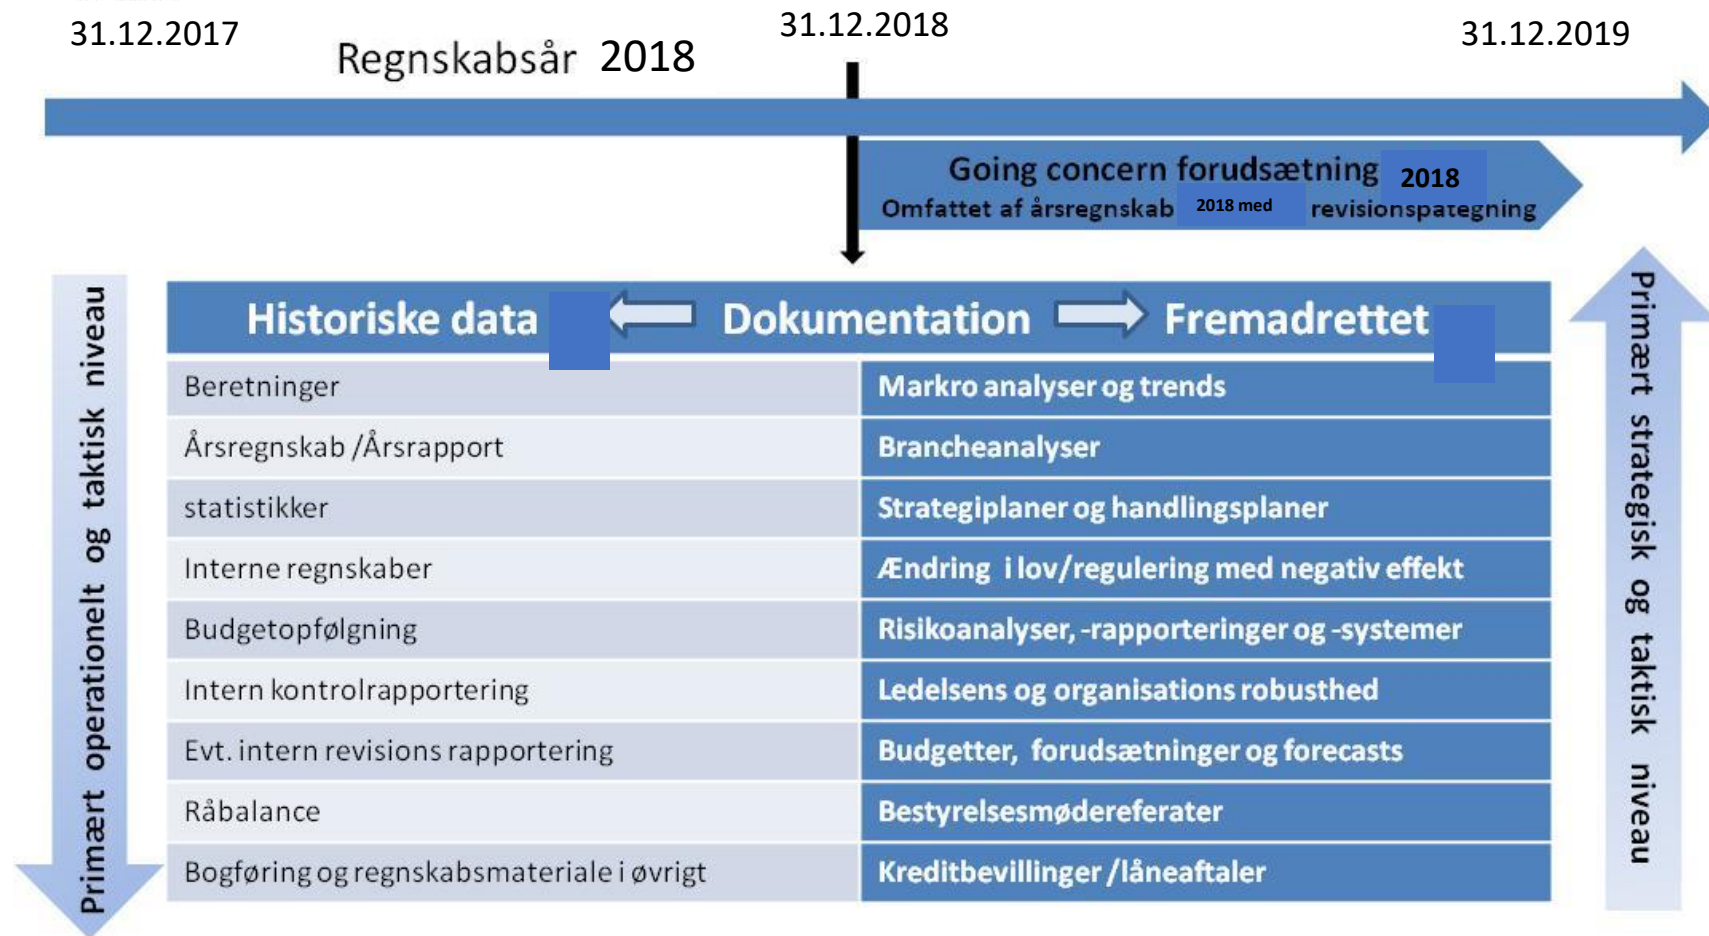 31.12.2017
31.12.2018
31.12.2019
Regnskabsår 2018
Going concern forudsætning 2018
Omfattet af årsregnskab 2018 med revisionspategning
Primært operationelt og taktisk niveau
Historiske data Dokumentation Fremadrettet
Beretninger Markro analyser og trends
Årsregnskab /Årsrapport Brancheanalyser
statistikker Strategiplaner og handlingsplaner
Interne regnskaber Ændring i lov/regulering med negativ effekt
Budgetopfølgning Risikoanalyser, -rapporteringer og -systemer
Intern kontrolrapportering Ledelsens og organisations robusthed
Evt. intern revisions rapportering Budgetter, forudsætninger og forecasts
Råbalance Bestyrelsesmødereferater
Bogføring og regnskabsmateriale i øvrigt Kreditbevillinger /låneaftaler
Primært strategisk og taktisk niveau